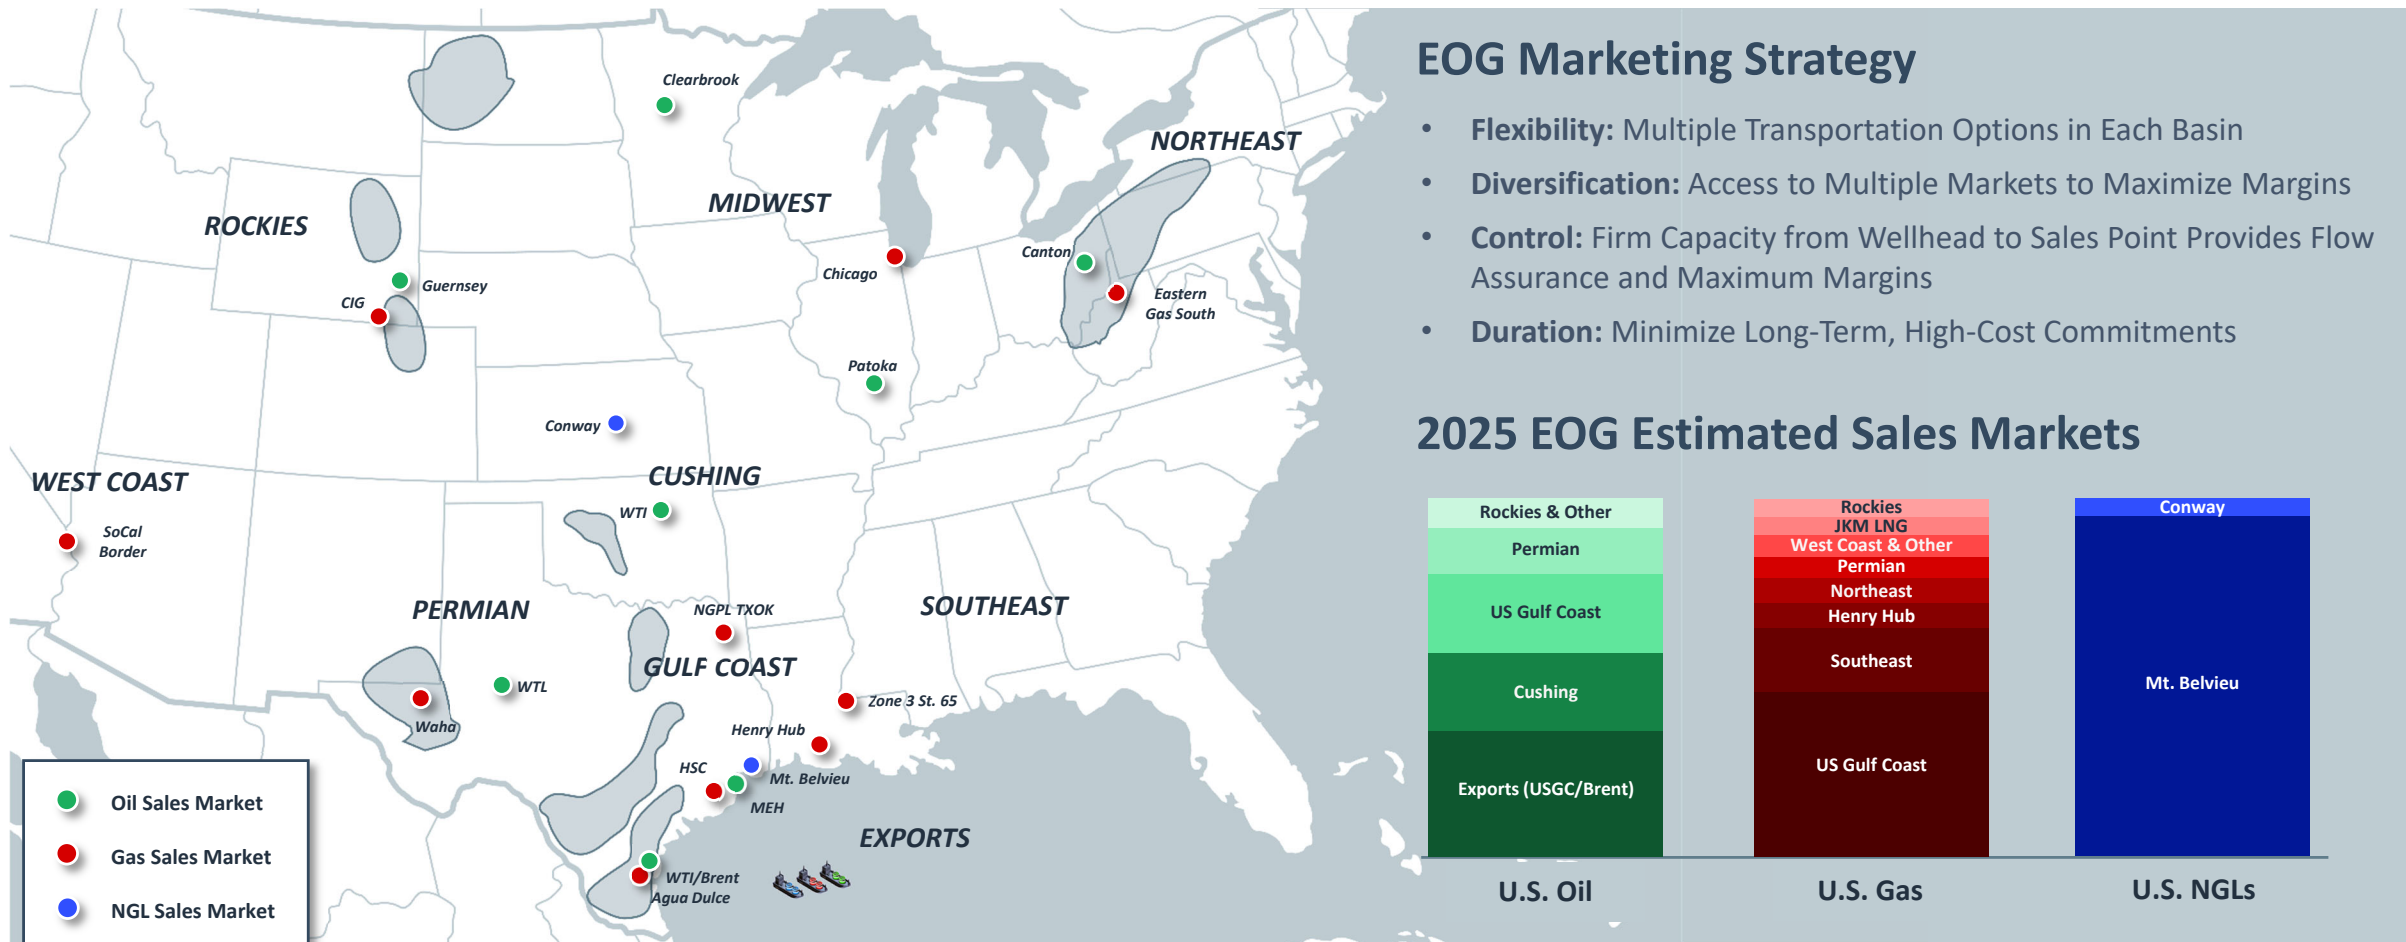 Clearbrook
NORTHEAST
MIDWEST
ROCKIES
Canton
Chicago
Guernsey
CIG
Eastern
Gas South
Patoka
Conway
CUSHING
WEST COAST
WTI
SoCal
Border
PERMIAN
NGPL TXOK
SOUTHEAST
GULF COAST
WTL
Zone 3 St. 65
Waha
Henry Hub
HSC
Mt. Belvieu
MEH
EXPORTS
WTI/Brent
Agua Dulce
Oil Sales Market
Gas Sales Market
NGL Sales Market
EOG Marketing Strategy
• Flexibility: Multiple Transportation Options in Each Basin
• Diversification: Access to Multiple Markets to Maximize Margins
• Control: Firm Capacity from Wellhead to Sales Point Provides Flow
Assurance and Maximum Margins
• Duration: Minimize Long-Term, High-Cost Commitments
2025 EOG Estimated Sales Markets
Rockies & Other
Permian
US Gulf Coast
Cushing
Exports (USGC/Brent)
U.S. Oil
Rockies
JKM LNG
West Coast & Other
Permian
Northeast
Henry Hub
Southeast
US Gulf Coast
U.S. Gas
Conway
Mt. Belvieu
U.S. NGLs